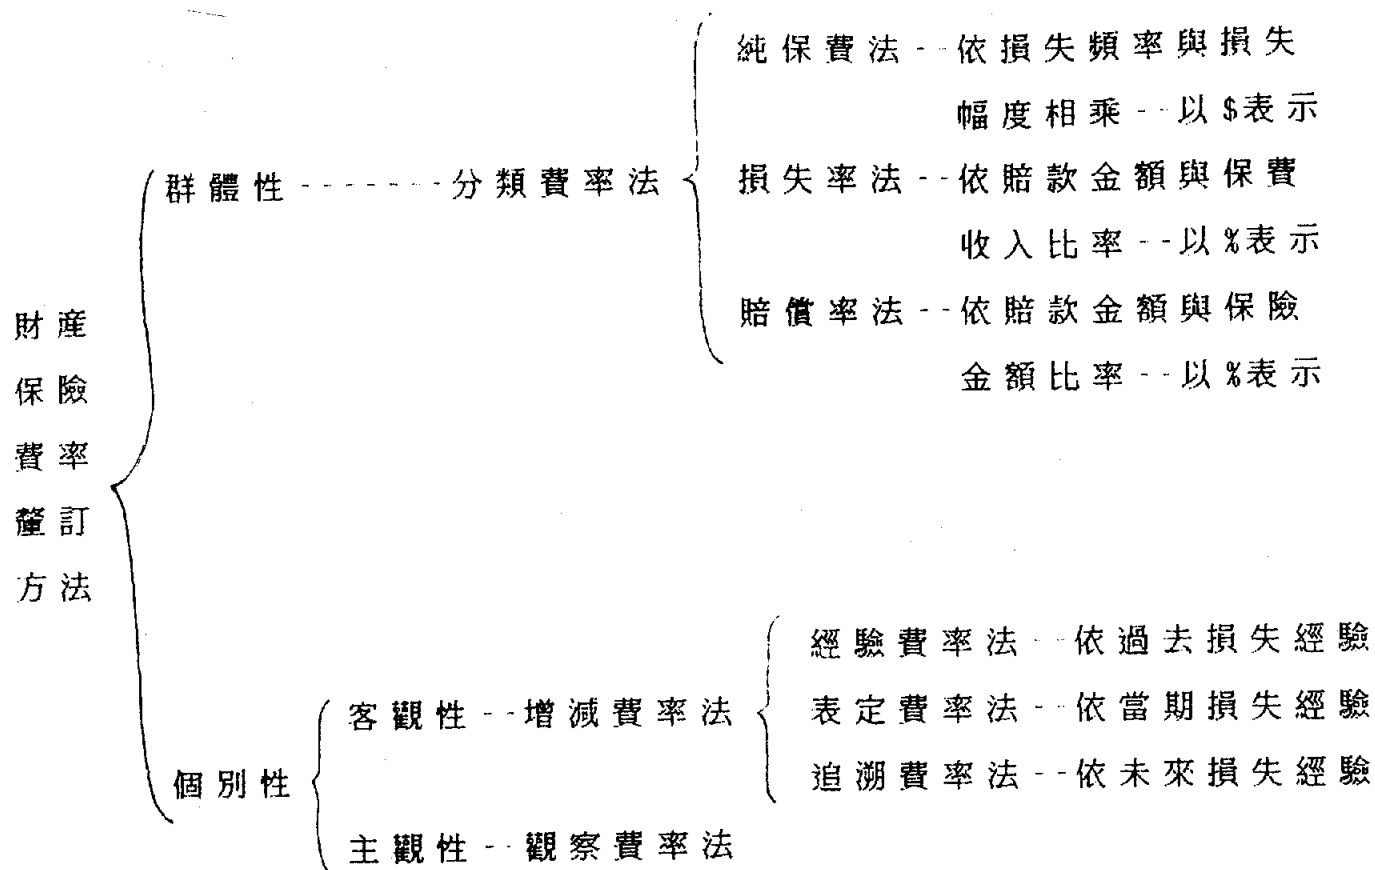 財產
保險
費率
釐訂
方法
群體性-------分類費率法
純保費法--依損失頻率與損失
幅度相乘--以$表示
損失率法--依賠款金額與保費
收入比率--以%表示
賠償率法--依賠款金額與保險
金額比率--以%表示
個別性
客觀性--增減費率法
經驗費率法--依過去損失經驗
表定費率法--依當期損失經驗
追溯費率法--依未來損失經驗
主觀性--觀察費率法